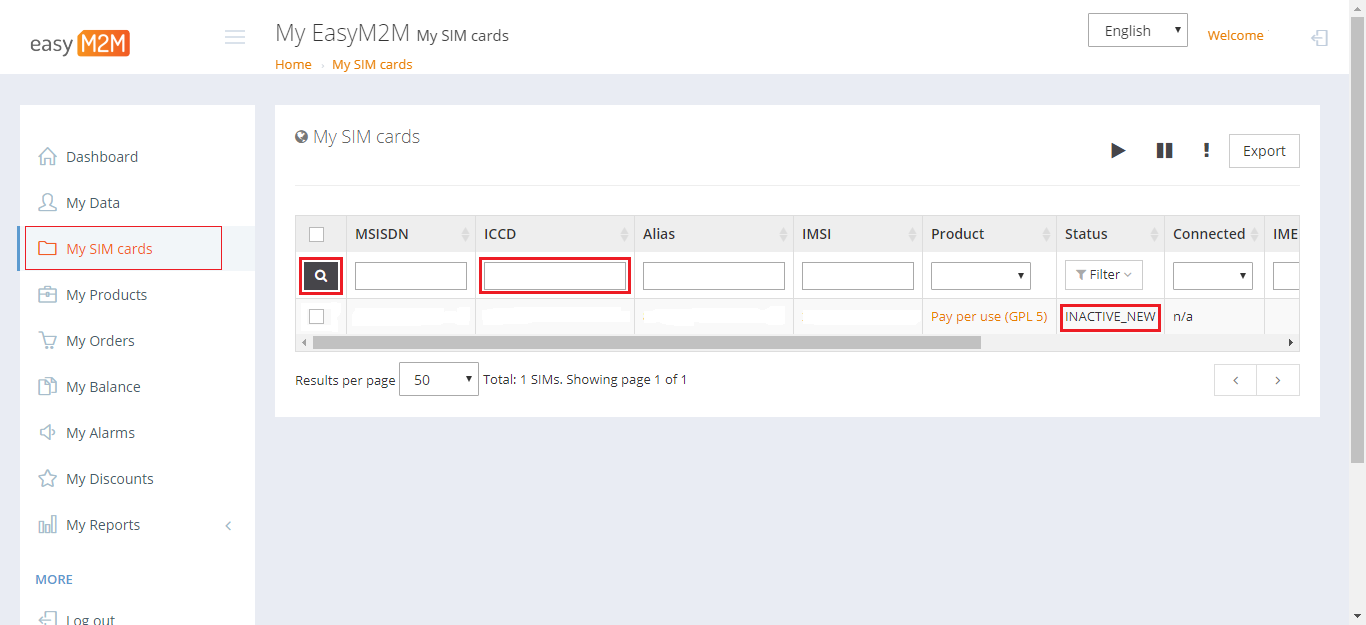 easy M2M
My EasyM2M My SIM cards
English
Welcome
Home
My SIM cards
Dashboard
My Data
My SIM cards
My Products
My Orders
My Balance
My Alarms
My Discounts
My Reports
MORE
Log out
My SIM cards
Export
MSISDN ICCD Alias IMSI Product Status Connected IME
Filter
Pay per use (GPL 5) INACTIVE_NEW n/a
Results per page 50 Total: 1 SIMs. Showing page 1 of 1